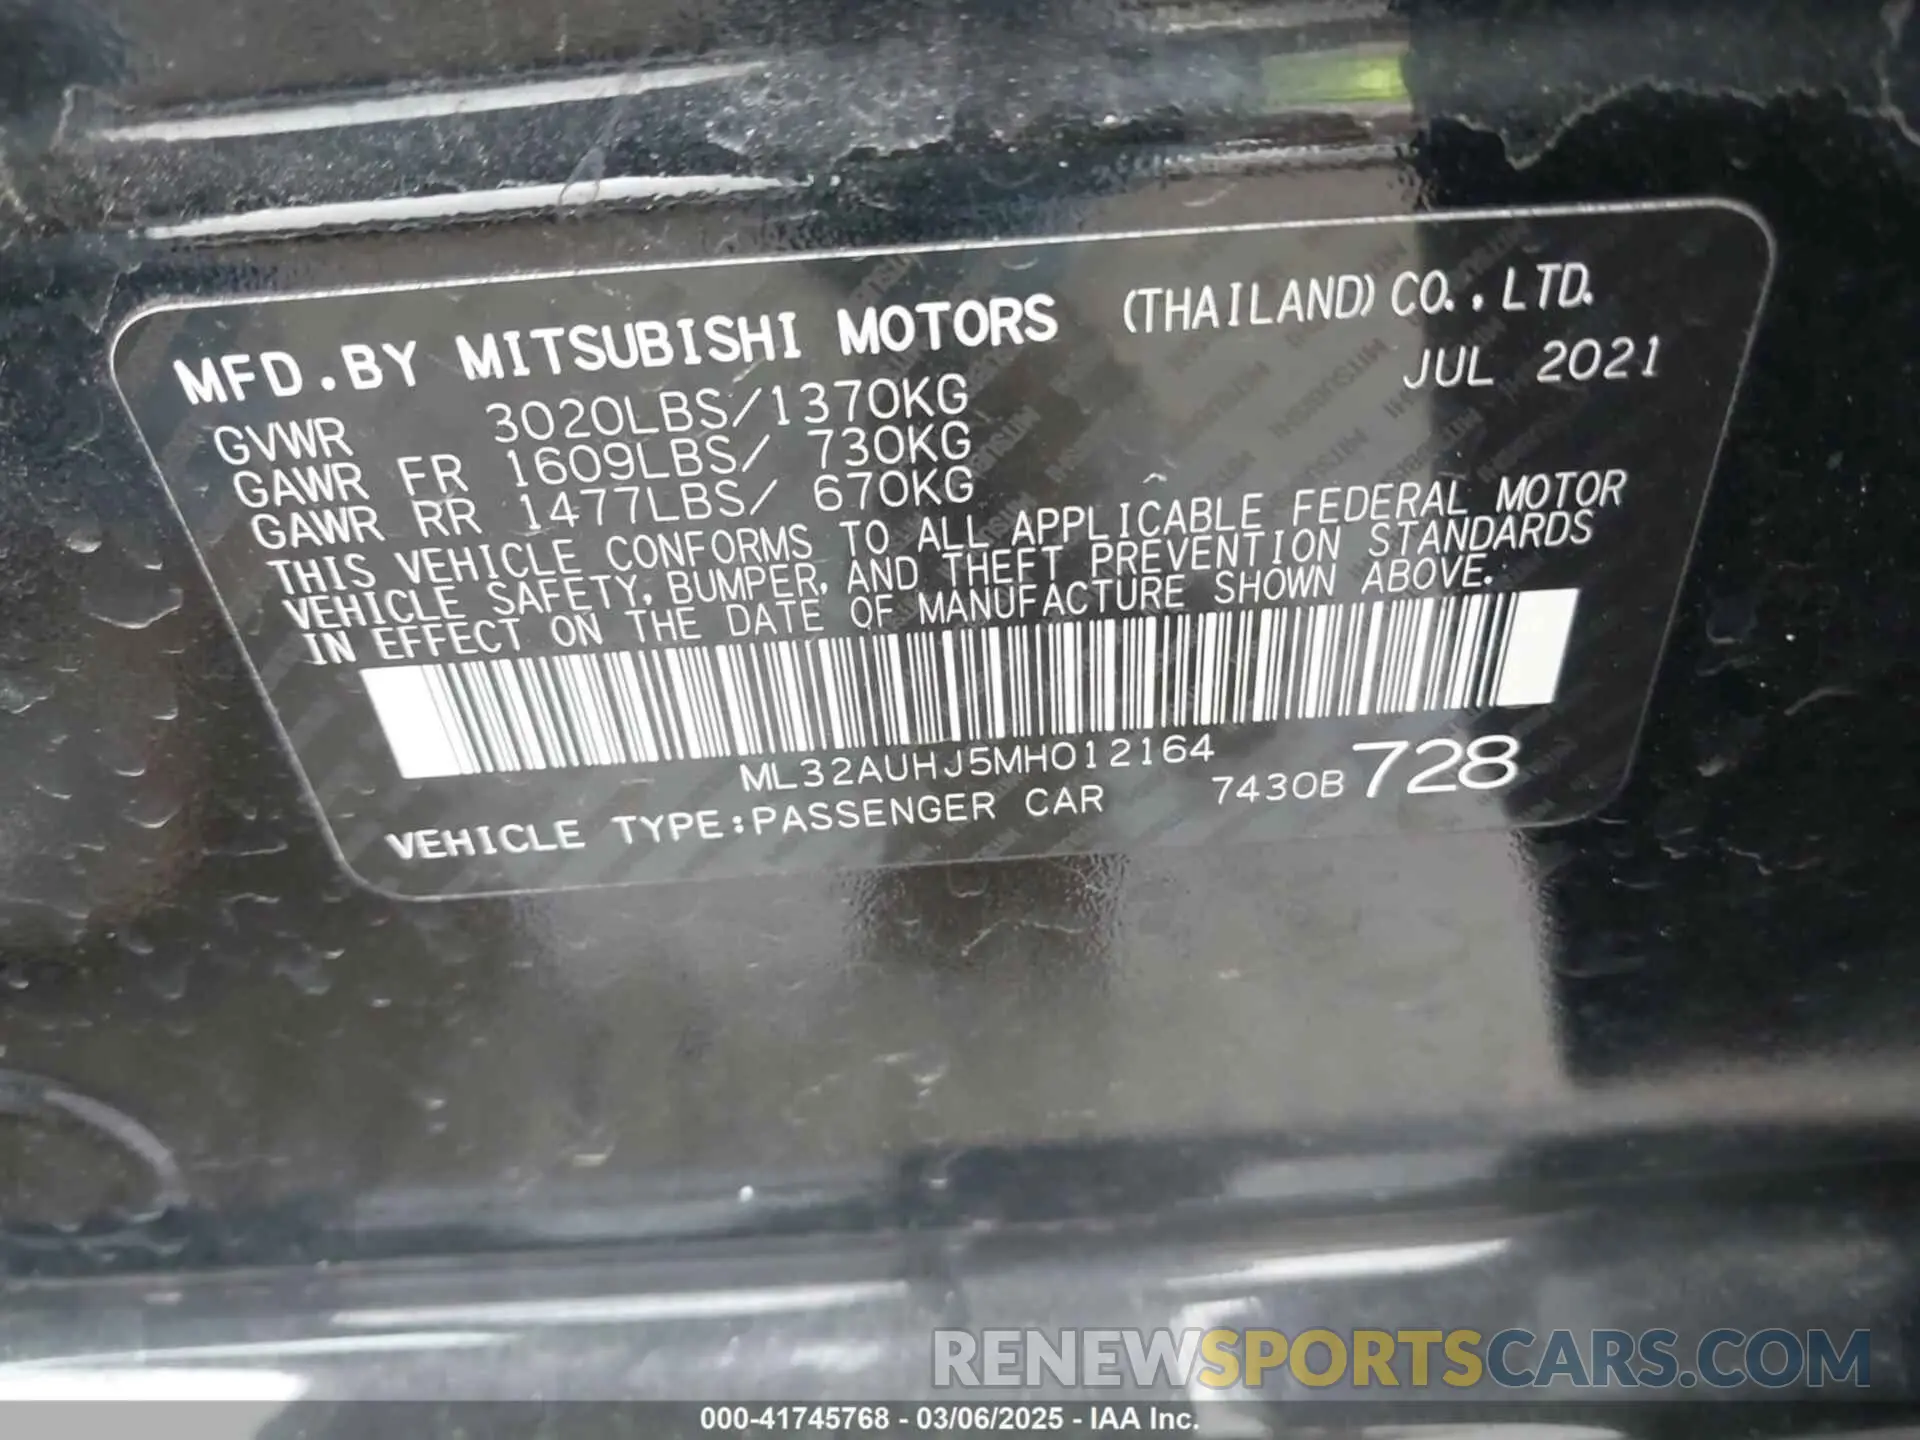 MFD.BY MITSUBISHI MOTORS (THAILAND) CO.,LTD.
JUL 2021
GVWR 3020LBS/1370KG
GAWR FR 1609LBS/ 730KG
GAWR RR 1477LBS/ 670KG
THIS VEHICLE CONFORMS TO ALL APPLICABLE FEDERAL MOTOR
VEHICLE SAFETY, BUMPER, AND THEFT PREVENTION STANDARDS
IN EFFECT ON THE DATE OF MANUFACTURE SHOWN ABOVE.
ML32AUHJ5MH012164
VEHICLE TYPE:PASSENGER CAR 7430B 728
RENEWSPORTSCARS.COM
000-41745768 - 03/06/2025 - IAA Inc.